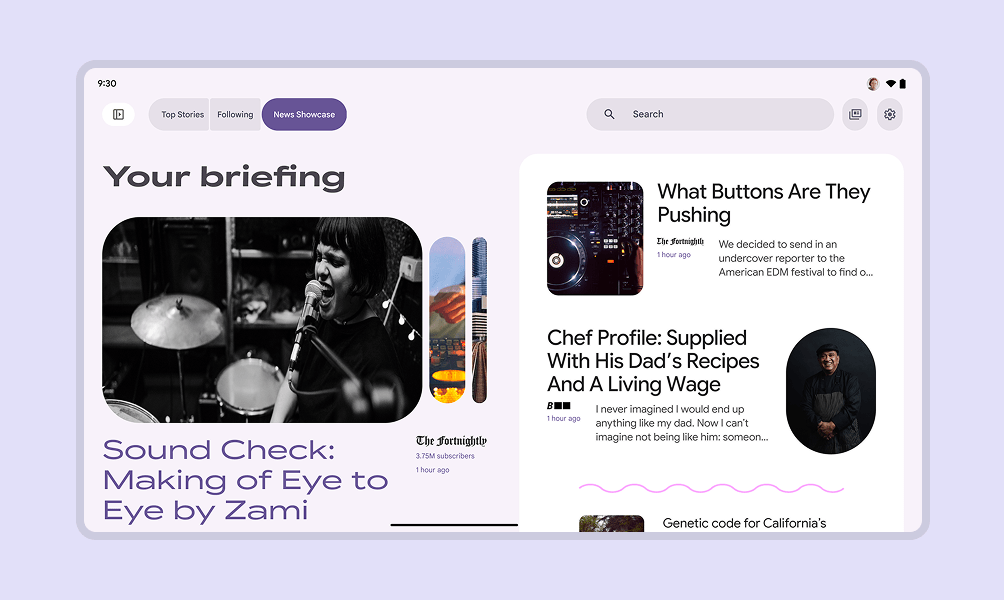 9:30
Top Stories
Following
News Showcase
Search
Your briefing
Sound Check:
Making of Eye to
Eye by Zami
The Fortnightly
3.75M subscribers
1 hour ago
What Buttons Are They
Pushing
The Fortnightly
1 hour ago
We decided to send in an
undercover reporter to the
American EDM festival to find o...
Chef Profile: Supplied
With His Dad's Recipes
And A Living Wage
B
1 hour ago
I never imagined I would end up
anything like my dad. Now I can't
imagine not being like him: someon...
Genetic code for California's